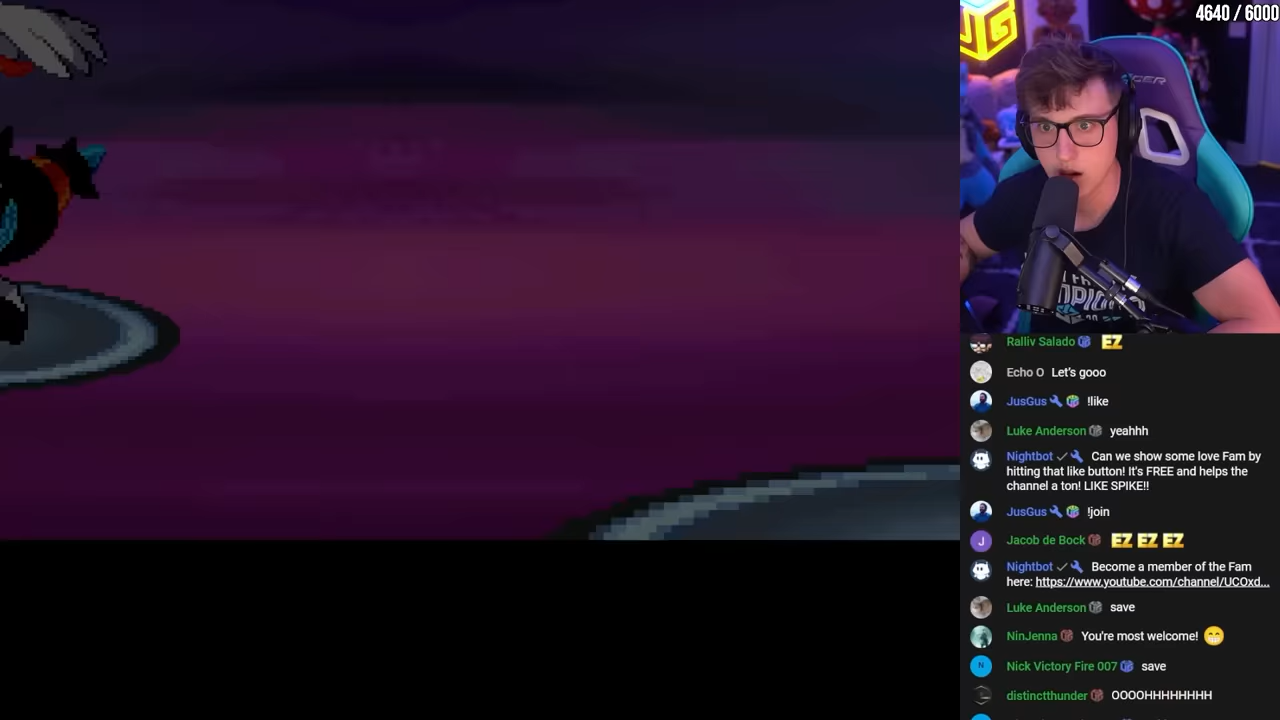 4640 / 6000
JG
Ralliv Salado EZ
Echo O Let's gooo
JusGus !like
Luke Anderson yeahhh
Nightbot Can we show some love Fam by
hitting that like button! It's FREE and helps the
channel a ton! LIKE SPIKE!!
JusGus !join
J Jacob de Bock EZ EZ EZ
Nightbot Become a member of the Fam
here: https://www.youtube.com/channel/UCOxd...
Luke Anderson save
NinJenna You're most welcome!
N Nick Victory Fire 007 save
distinctthunder OOOOHHHHHHHH